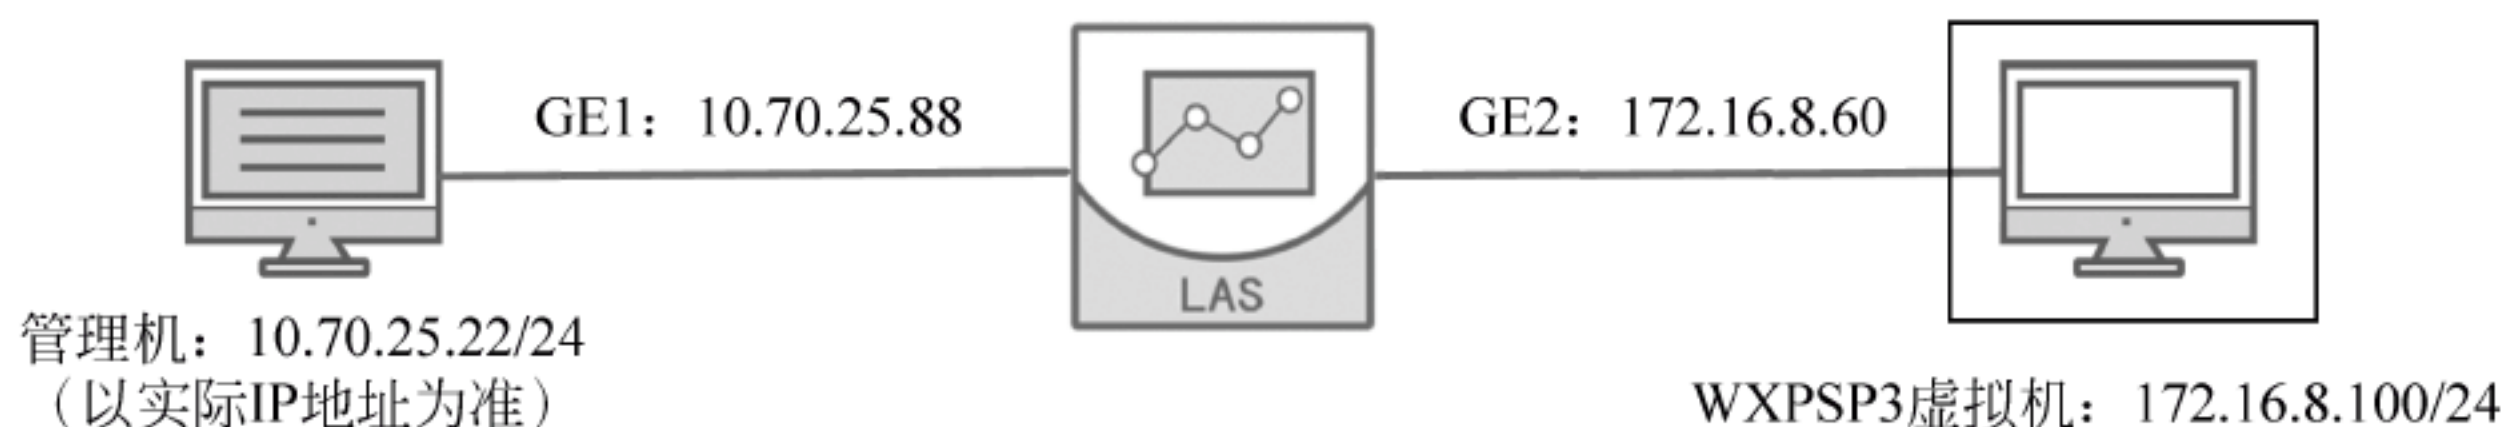 GE1：10.70.25.88
GE2：172.16.8.60
LAS
管理机：10.70.25.22/24
（以实际IP地址为准）
WXPSP3虚拟机：172.16.8.100/24